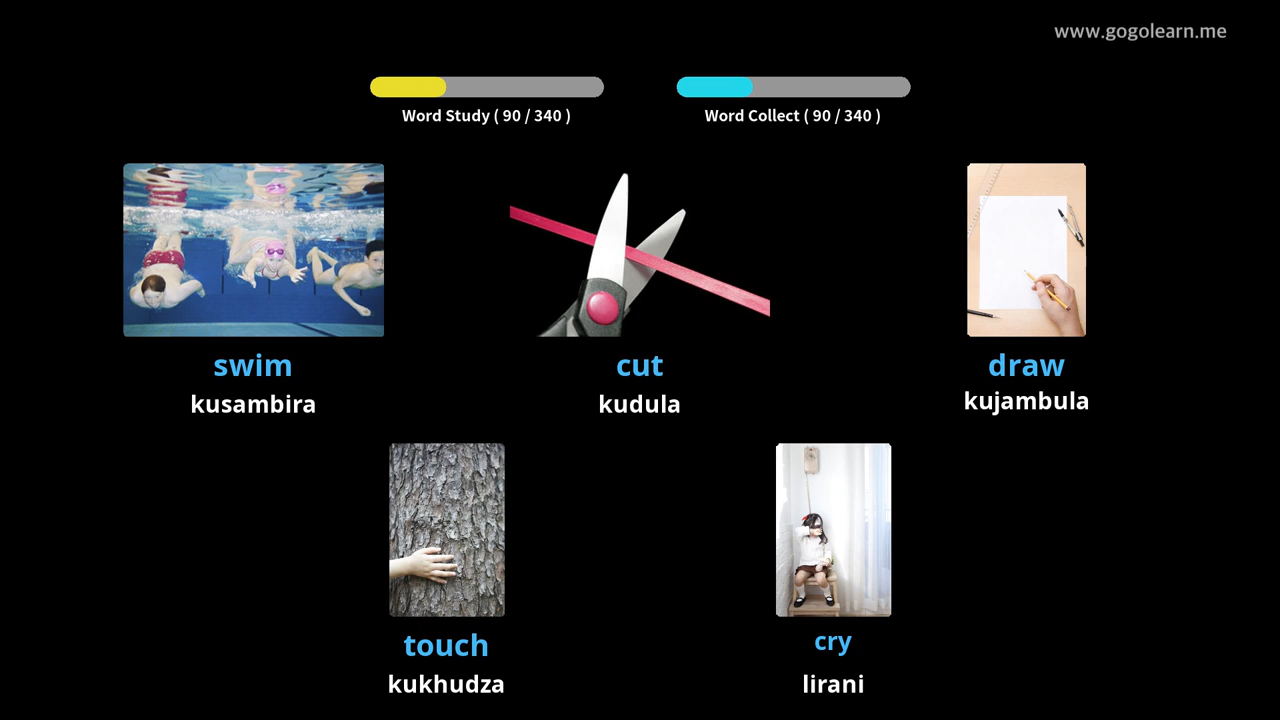 www.gogolearn.me
Word Study ( 90 / 340 )
Word Collect ( 90 / 340 )
swim
kusambira
cut
kudula
draw
kujambula
touch
kukhudza
cry
lirani